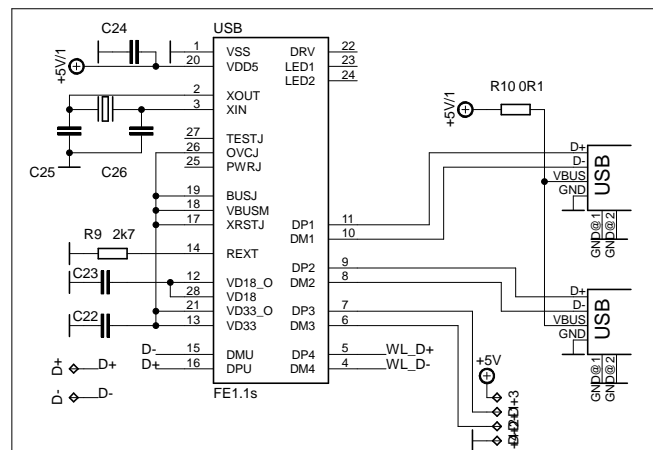 C24
USB
+5V/1
1 VSS DRV 22
20 VDD5 LED1 23
LED2 24
2 XOUT
3 XIN
R10 0R1
+5V/1
27 TESTJ
26 OVCJ
25 PWRJ
C25 C26
D+
D-
VBUS
GND
USB
GND@1
GND@2
19 BUSJ
18 VBUSM
17 XRSTJ
DP1 11
DM1 10
R9 2k7
14 REXT
C23
12 VD18_O
28 VD18
DP2 9
DM2 8
C22
21 VD33_O
13 VD33
DP3 7
DM3 6
D+
D-
VBUS
GND
USB
GND@1
GND@2
D- 15 DMU DP4 5 WL_D+
D+ 16 DPU DM4 4 WL_D-
D+ D+
D- D-
FE1.1s
+5V